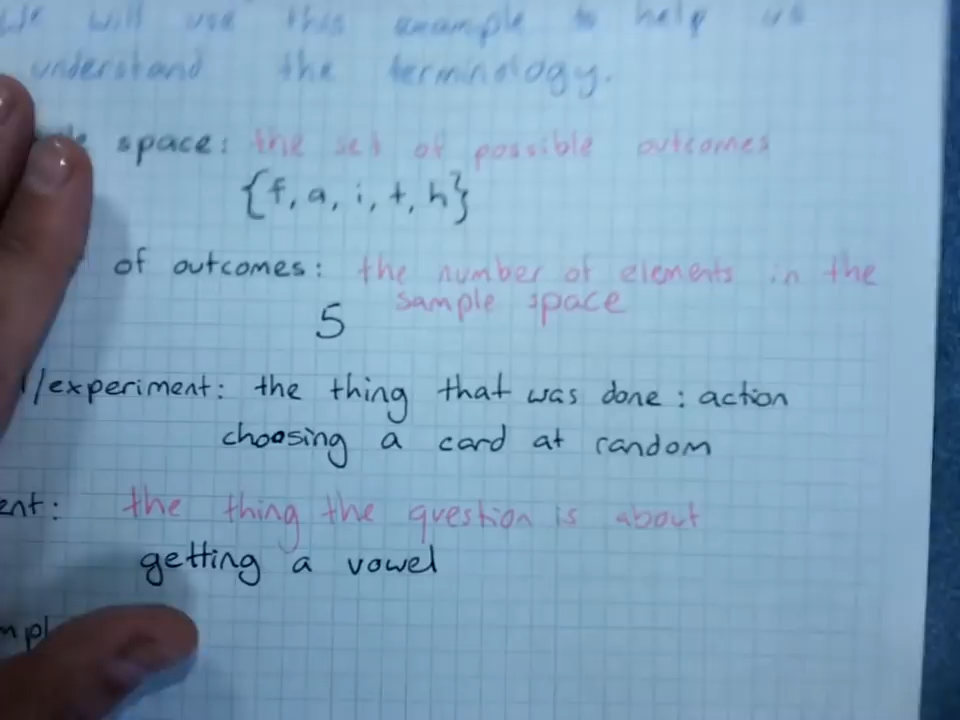 We will use this example to help us
understand the terminology.
space: the set of possible outcomes
{f, a, i, t, h}
of outcomes: the number of elements in the
sample space
5
/experiment: the thing that was done: action
choosing a card at random
ent: the thing the question is about
getting a vowel
mpl